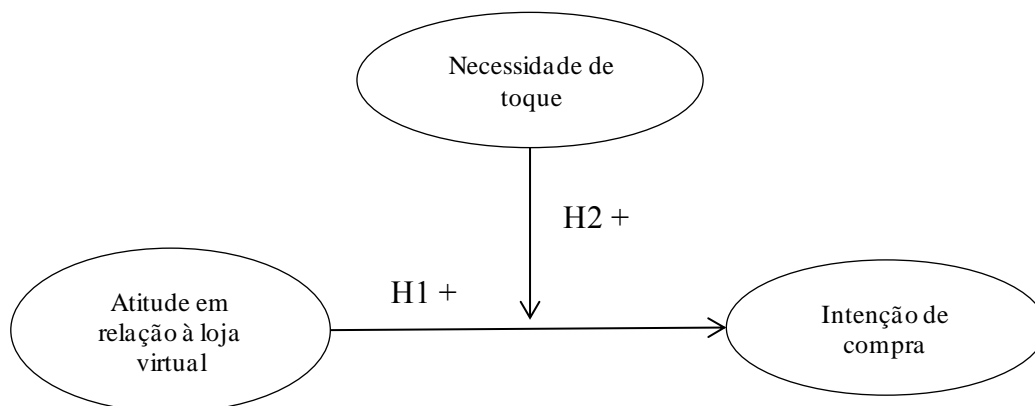 Necessidade de
toque
H2 +
H1 +
Atitude em
relação à loja
virtual
Intenção de
compra